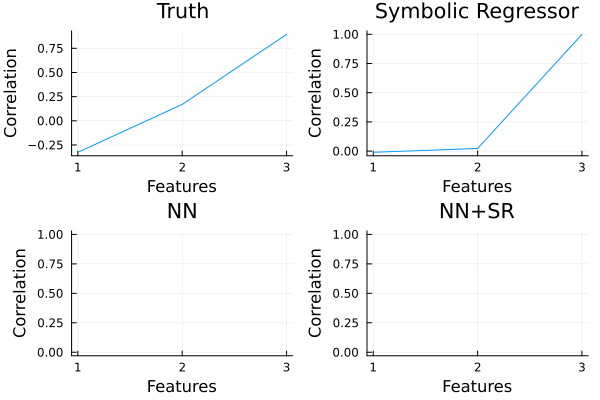 Truth
Correlation
0.75
0.50
0.25
0.00
−0.25
1
2
3
Features
Symbolic Regressor
Correlation
1.00
0.75
0.50
0.25
0.00
1
2
3
Features
NN
Correlation
1.00
0.75
0.50
0.25
0.00
1
2
3
Features
NN+SR
Correlation
1.00
0.75
0.50
0.25
0.00
1
2
3
Features